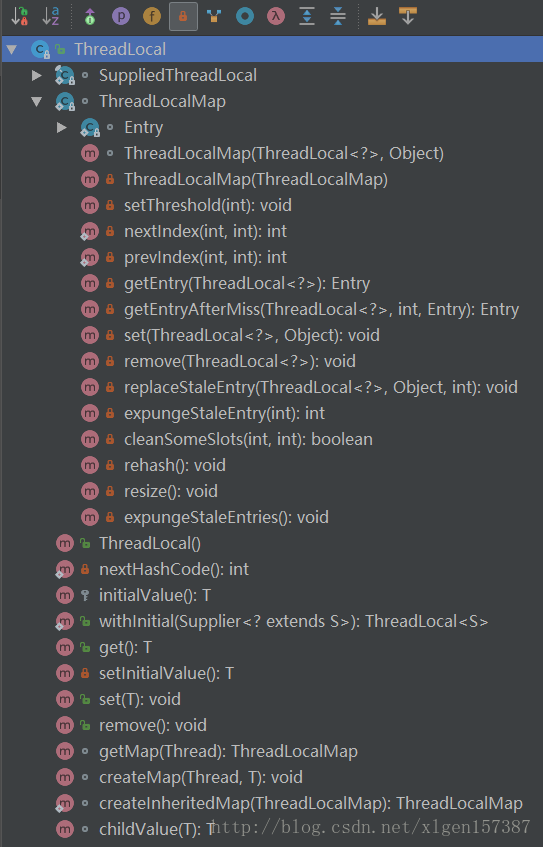 ThreadLocal
SuppliedThreadLocal
ThreadLocalMap
Entry
ThreadLocalMap(ThreadLocal<?>, Object)
ThreadLocalMap(ThreadLocalMap)
setThreshold(int): void
nextIndex(int, int): int
prevIndex(int, int): int
getEntry(ThreadLocal<?>): Entry
getEntryAfterMiss(ThreadLocal<?>, int, Entry): Entry
set(ThreadLocal<?>, Object): void
remove(ThreadLocal<?>): void
replaceStaleEntry(ThreadLocal<?>, Object, int): void
expungeStaleEntry(int): int
cleanSomeSlots(int, int): boolean
rehash(): void
resize(): void
expungeStaleEntries(): void
ThreadLocal()
nextHashCode(): int
initialValue(): T
withInitial(Supplier<? extends S>): ThreadLocal<S>
get(): T
setInitialValue(): T
set(T): void
remove(): void
getMap(Thread): ThreadLocalMap
createMap(Thread, T): void
createInheritedMap(ThreadLocalMap): ThreadLocalMap
childValue(T): T
http://blog.csdn.net/xlgen157387